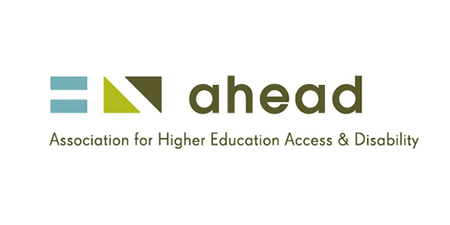 ahead
Association for Higher Education Access & Disability